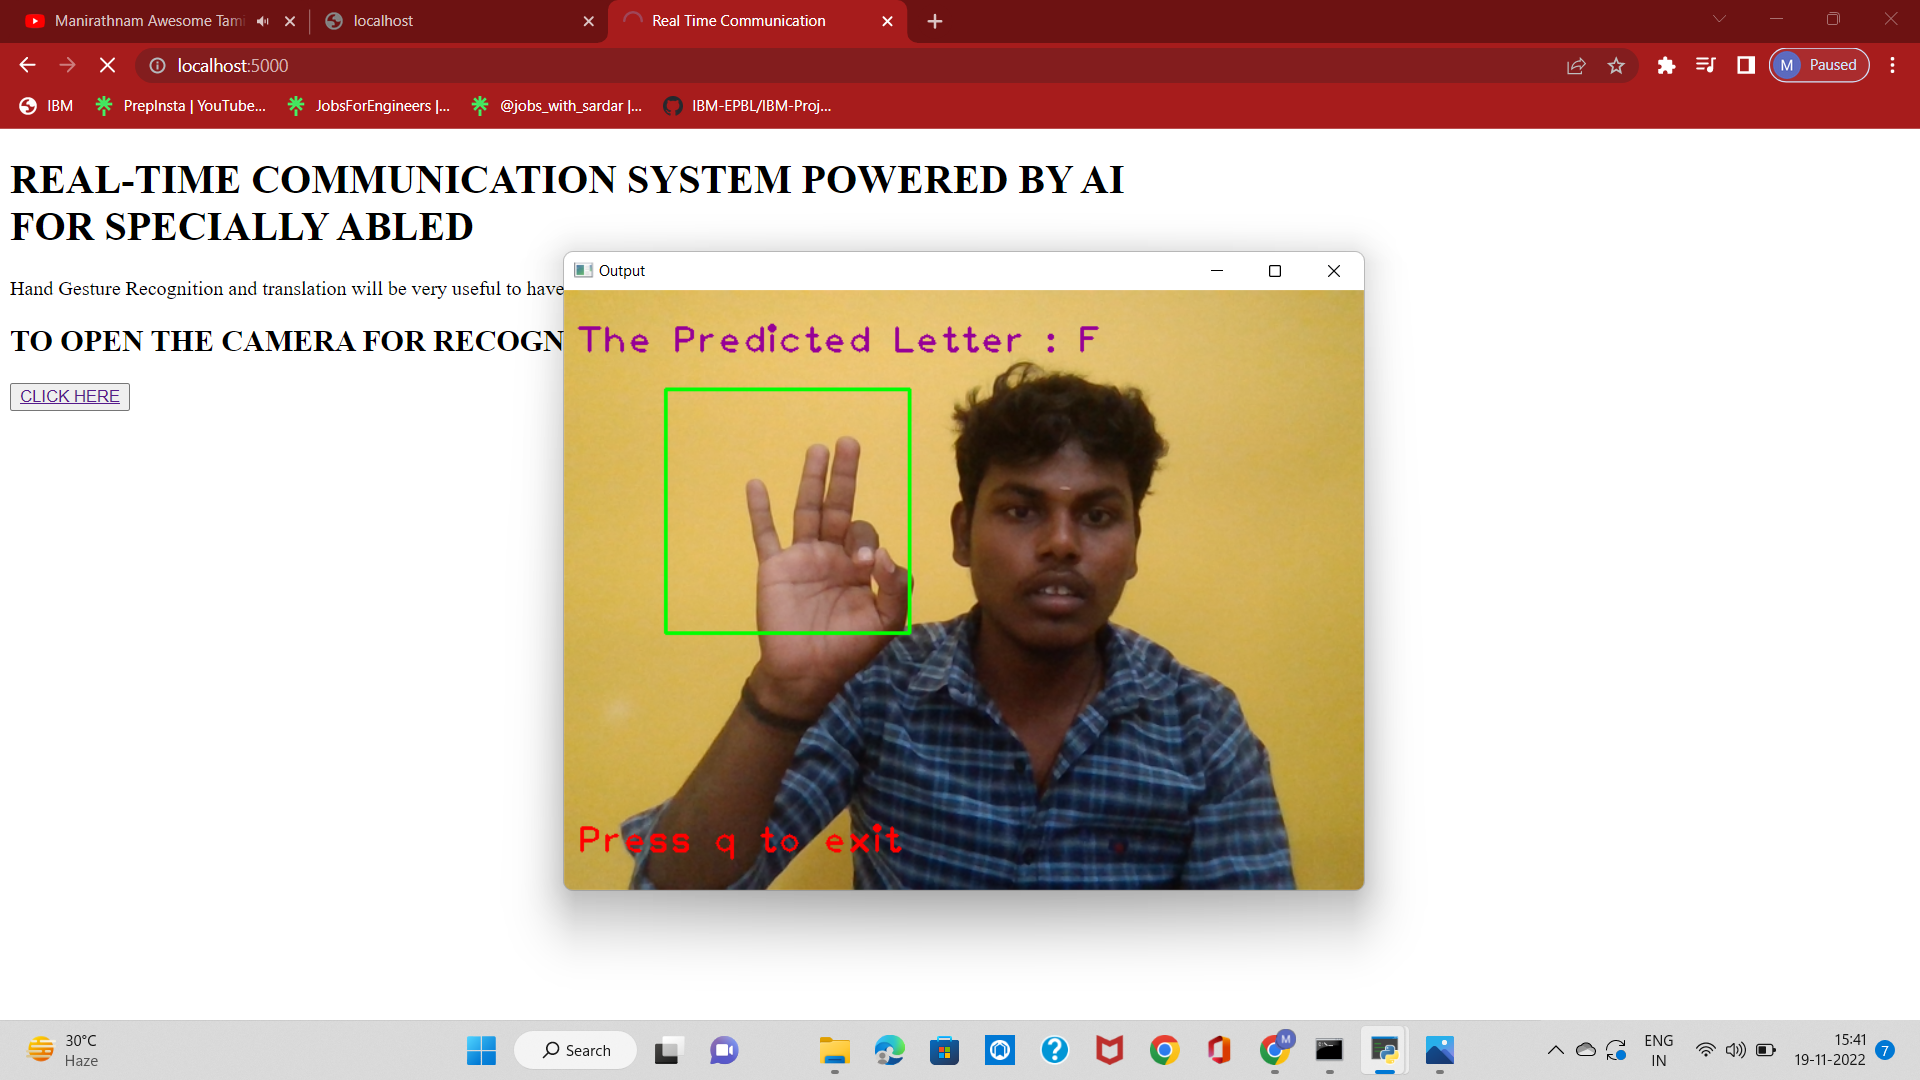 Manirathnam Awesome Tami
localhost
Real Time Communication
localhost:5000
M
Paused
IBM
PrepInsta | YouTube...
JobsForEngineers |...
@jobs_with_sardar |...
IBM-EPBL/IBM-Proj...
REAL-TIME COMMUNICATION SYSTEM POWERED BY AI
FOR SPECIALLY ABLED
Hand Gesture Recognition and translation will be very useful to have
TO OPEN THE CAMERA FOR RECOGN
CLICK HERE
Output
The Predicted Letter : F
Press q to exit
30°C
Haze
Search
M
ENG
IN
15:41
19-11-2022
7